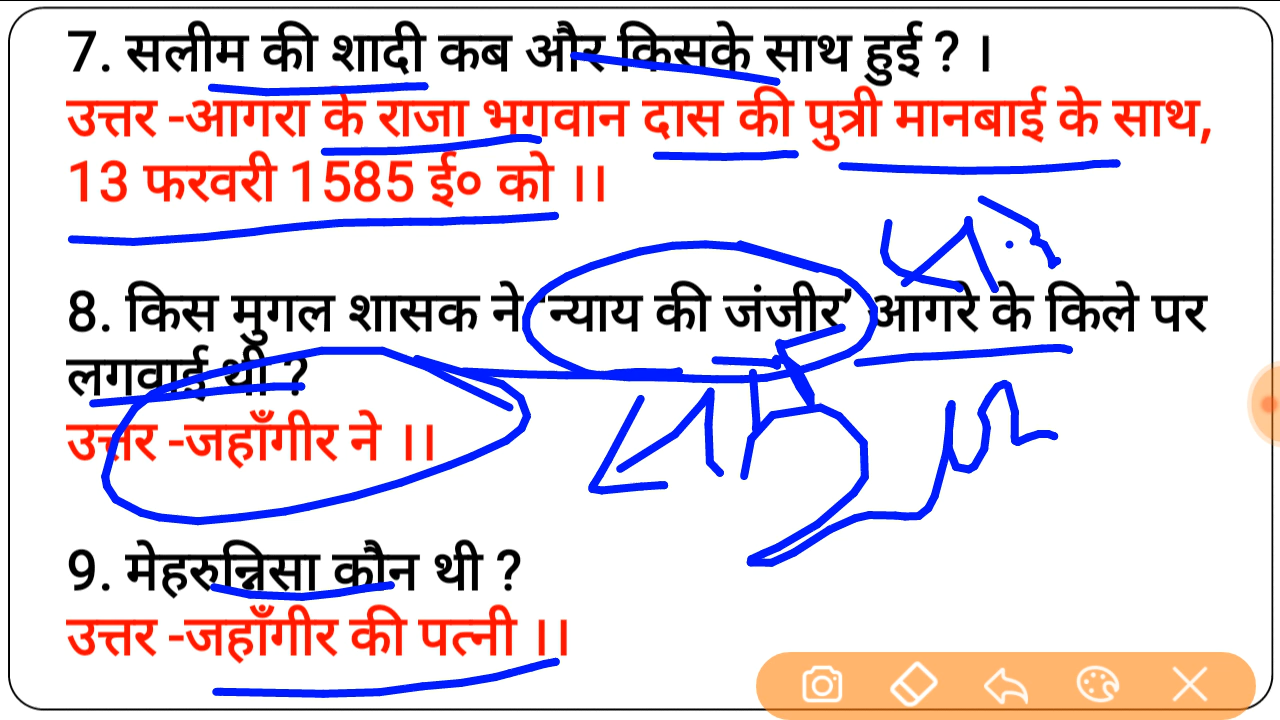 7. सलीम की शादी कब और किसके साथ हुई ? ।
उत्तर -आगरा के राजा भगवान दास की पुत्री मानबाई के साथ,
13 फरवरी 1585 ई० को ।।
8. किस मुगल शासक ने 'न्याय की जंजीर' आगरे के किले पर
लगवाई थी ?
उत्तर -जहाँगीर ने ।।
9. मेहरुन्निसा कौन थी ?
उत्तर -जहाँगीर की पत्नी ।।